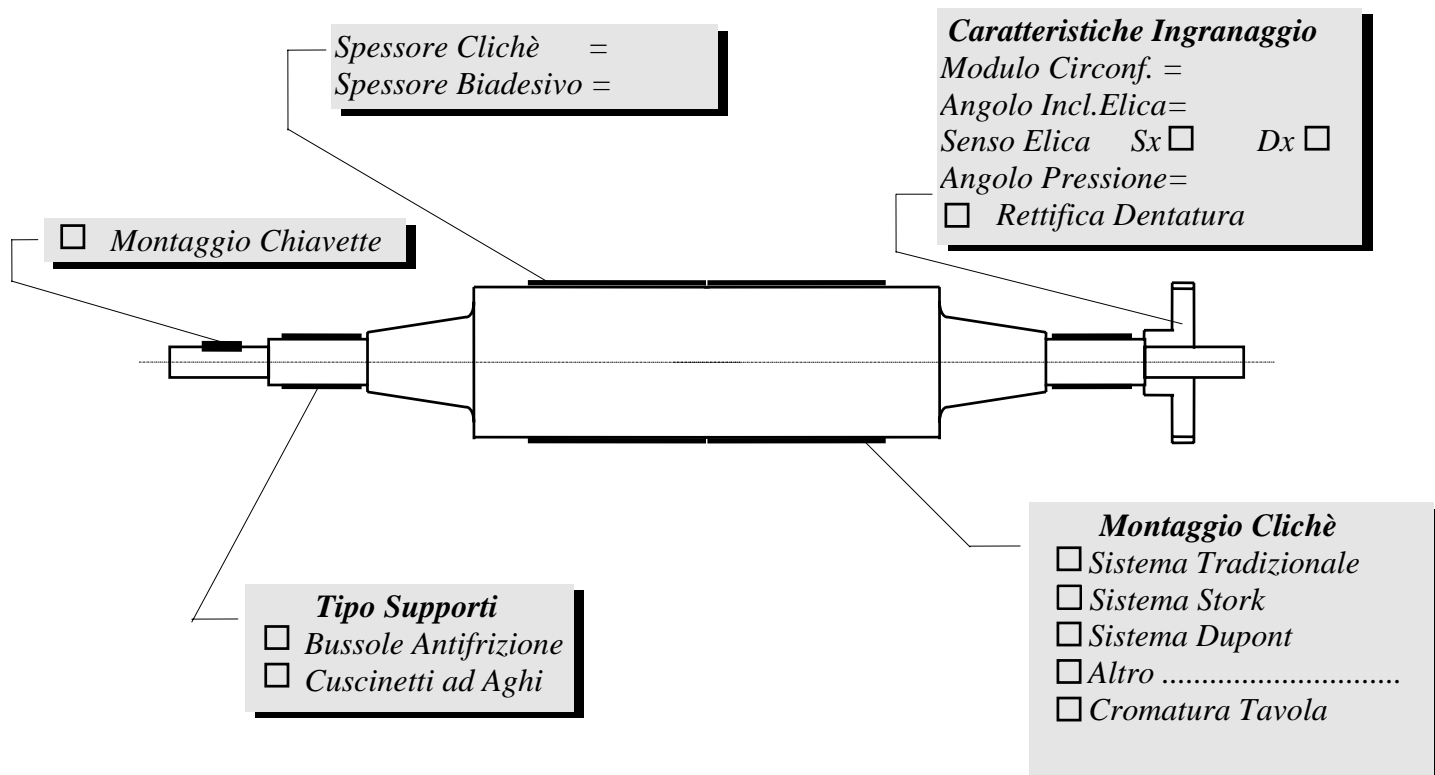 Spessore Clichè =
Spessore Biadesivo =
Caratteristiche Ingranaggio
Modulo Circonf. =
Angolo Incl.Elica=
Senso Elica Sx □ Dx □
Angolo Pressione=
□ Rettifica Dentatura
□ Montaggio Chiavette
Tipo Supporti
□ Bussole Antifrizione
□ Cuscinetti ad Aghi
Montaggio Clichè
□ Sistema Tradizionale
□ Sistema Stork
□ Sistema Dupont
□ Altro ..............................
□ Cromatura Tavola